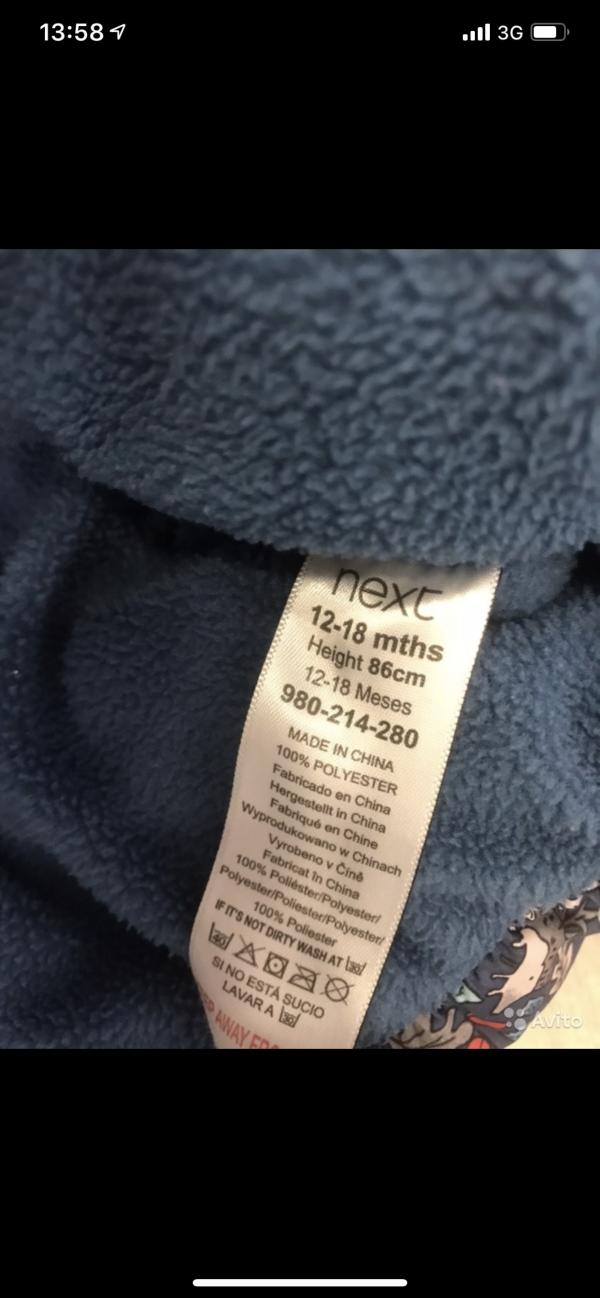 13:58 3G
next
12-18 mths
Height 86cm
12-18 Meses
980-214-280
MADE IN CHINA
100% POLYESTER
Fabricado en China
Hergestellt in China
Fabriqué en Chine
Wyprodukowano w Chinach
Vyrobeno v Číně
Fabricat în China
100% Poliéster/Polyester/
Polyester/Poliester/Polyester/
100% Poliester
IF IT'S NOT DIRTY WASH AT 30
40
SI NO ESTÁ SUCIO
LAVAR A 30
AWAY
Avito